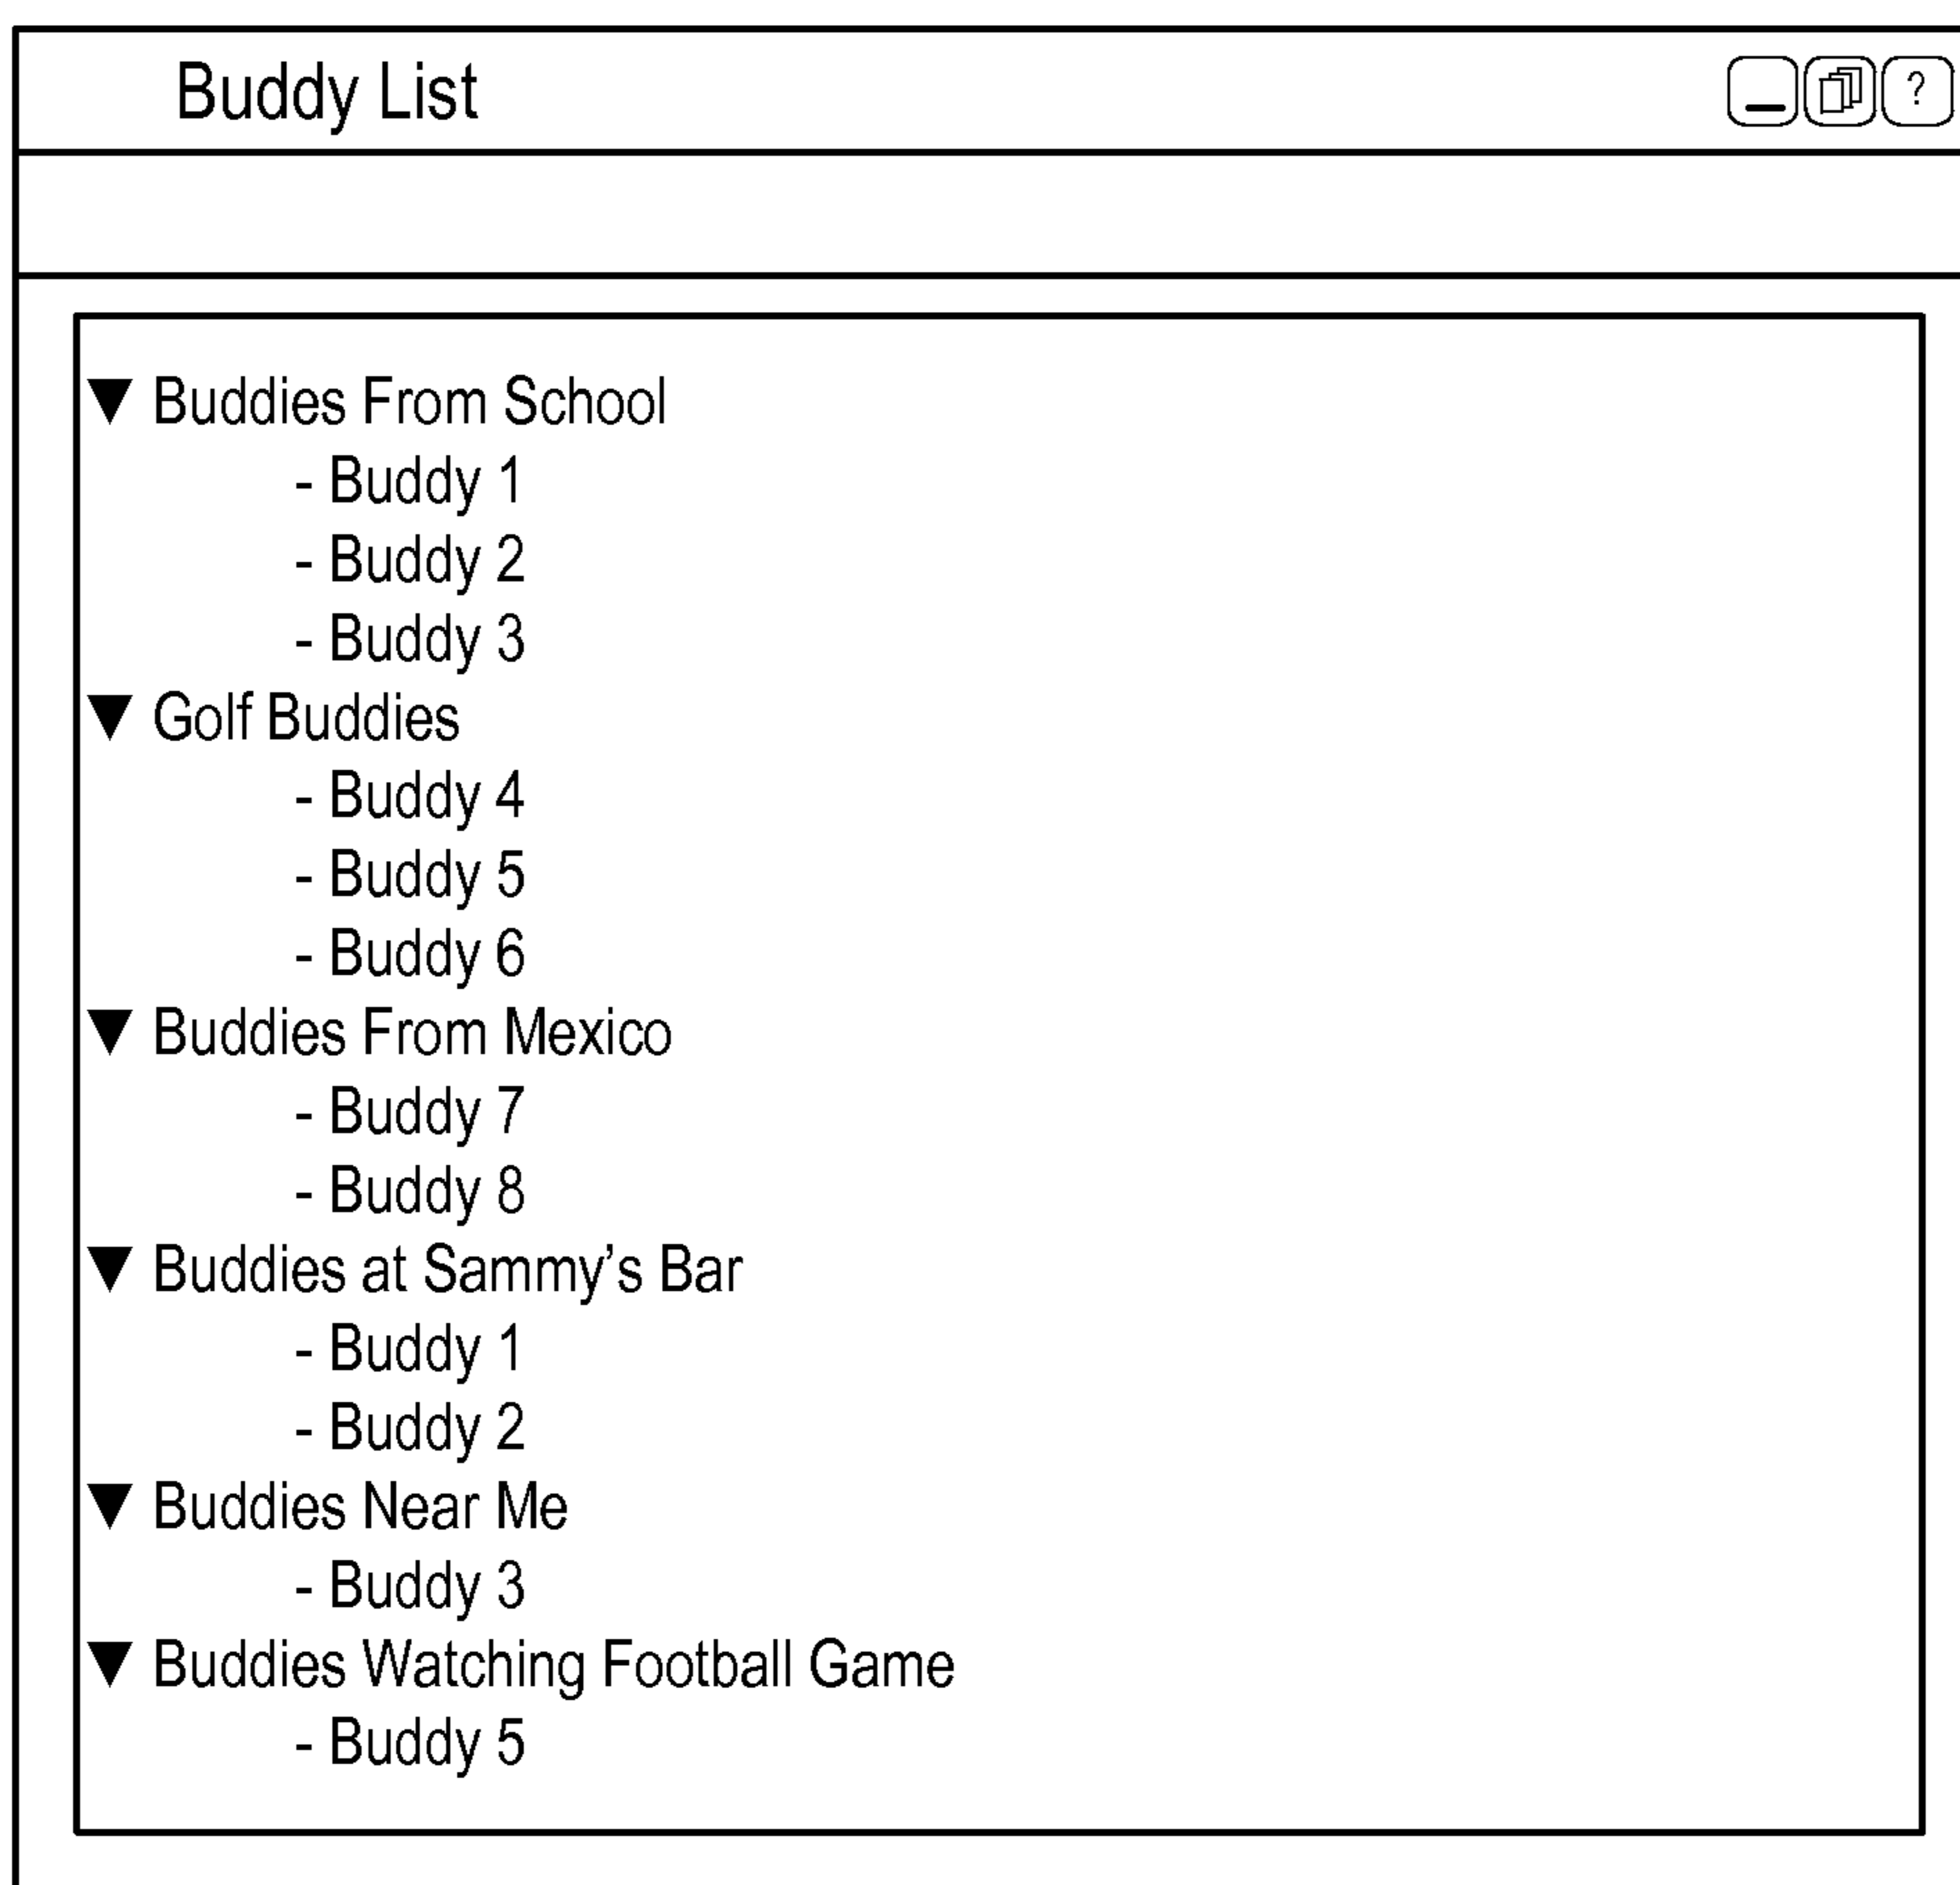 Buddy List ?
▼ Buddies From School
- Buddy 1
- Buddy 2
- Buddy 3
▼ Golf Buddies
- Buddy 4
- Buddy 5
- Buddy 6
▼ Buddies From Mexico
- Buddy 7
- Buddy 8
▼ Buddies at Sammy’s Bar
- Buddy 1
- Buddy 2
▼ Buddies Near Me
- Buddy 3
▼ Buddies Watching Football Game
- Buddy 5